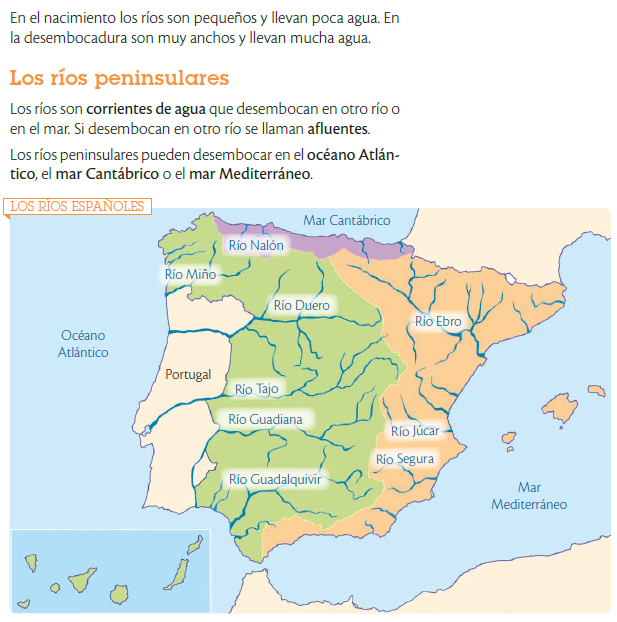 En el nacimiento los ríos son pequeños y llevan poca agua. En
la desembocadura son muy anchos y llevan mucha agua.
Los ríos peninsulares
Los ríos son corrientes de agua que desembocan en otro río o
en el mar. Si desembocan en otro río se llaman afluentes.
Los ríos peninsulares pueden desembocar en el océano Atlán-
tico, el mar Cantábrico o el mar Mediterráneo.
LOS RÍOS ESPAÑOLES
Mar Cantábrico
Río Nalón
Río Miño
Río Duero
Río Ebro
Océano
Atlántico
Portugal
Río Tajo
Río Guadiana
Río Júcar
Río Segura
Río Guadalquivir
Mar
Mediterráneo